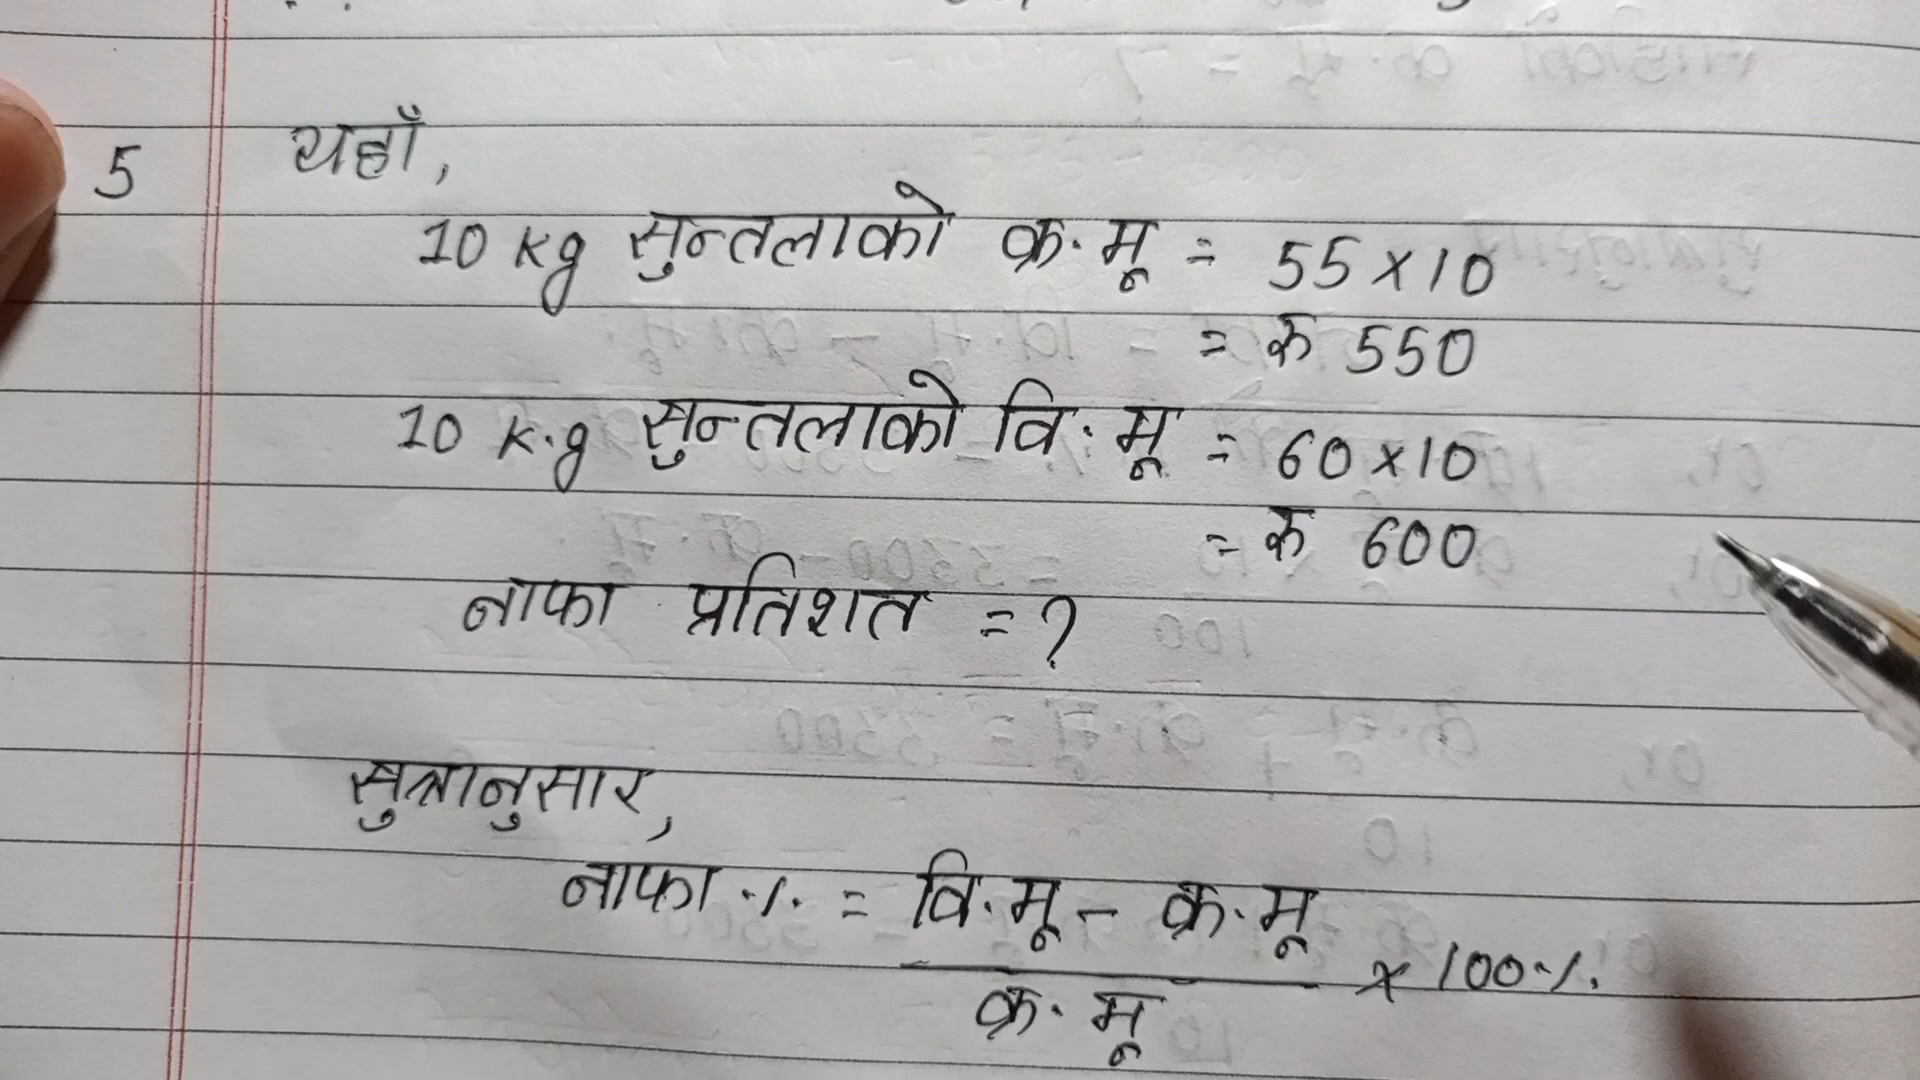 5 यहाँ,
10 kg सुन्तलाको क्र.मू = 55 x 10
= रु 550
10 k.g सुन्तलाको वि.मू = 60 x 10
= रु 600
नाफा प्रतिशत = ?
सुत्रानुसार,
नाफा % = वि.मू - क्र.मू
x 100%
क्र.मू